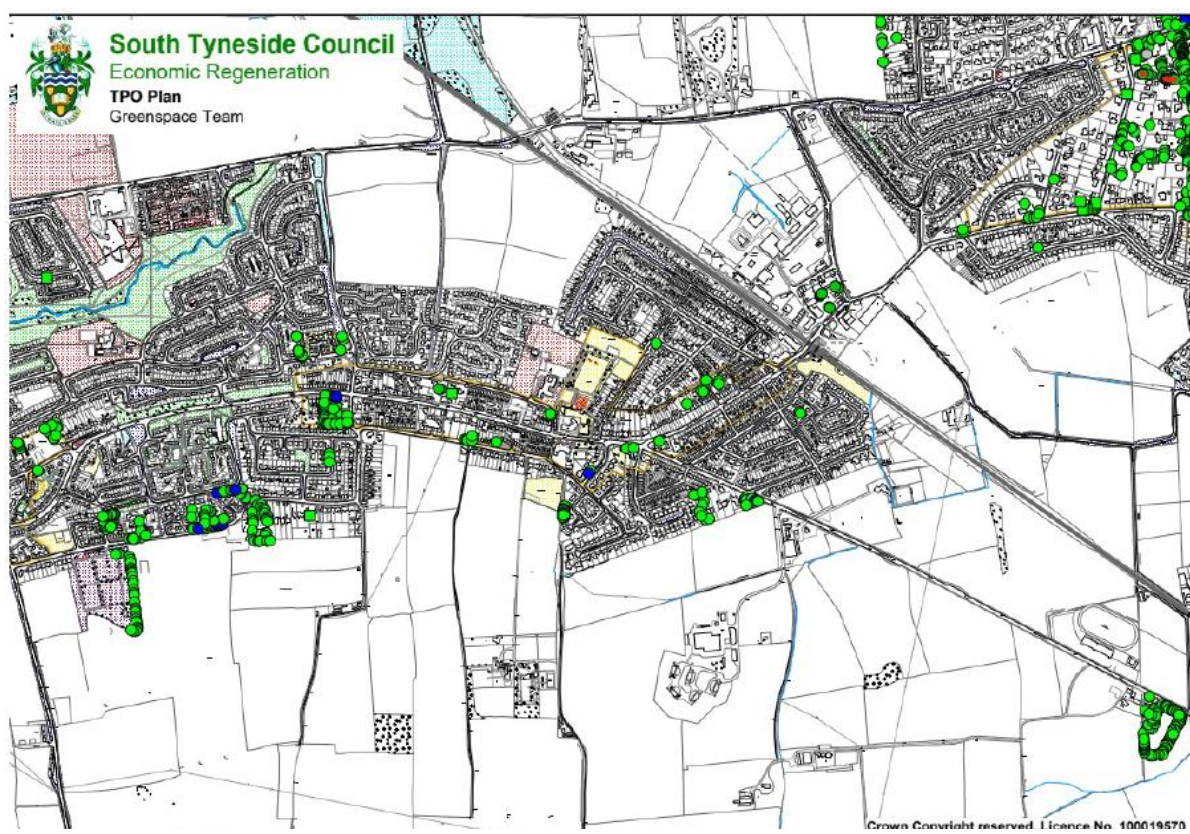 South Tyneside Council
Economic Regeneration
TPO Plan
Greenspace Team
Crown Copyright reserved. Licence No. 100019570